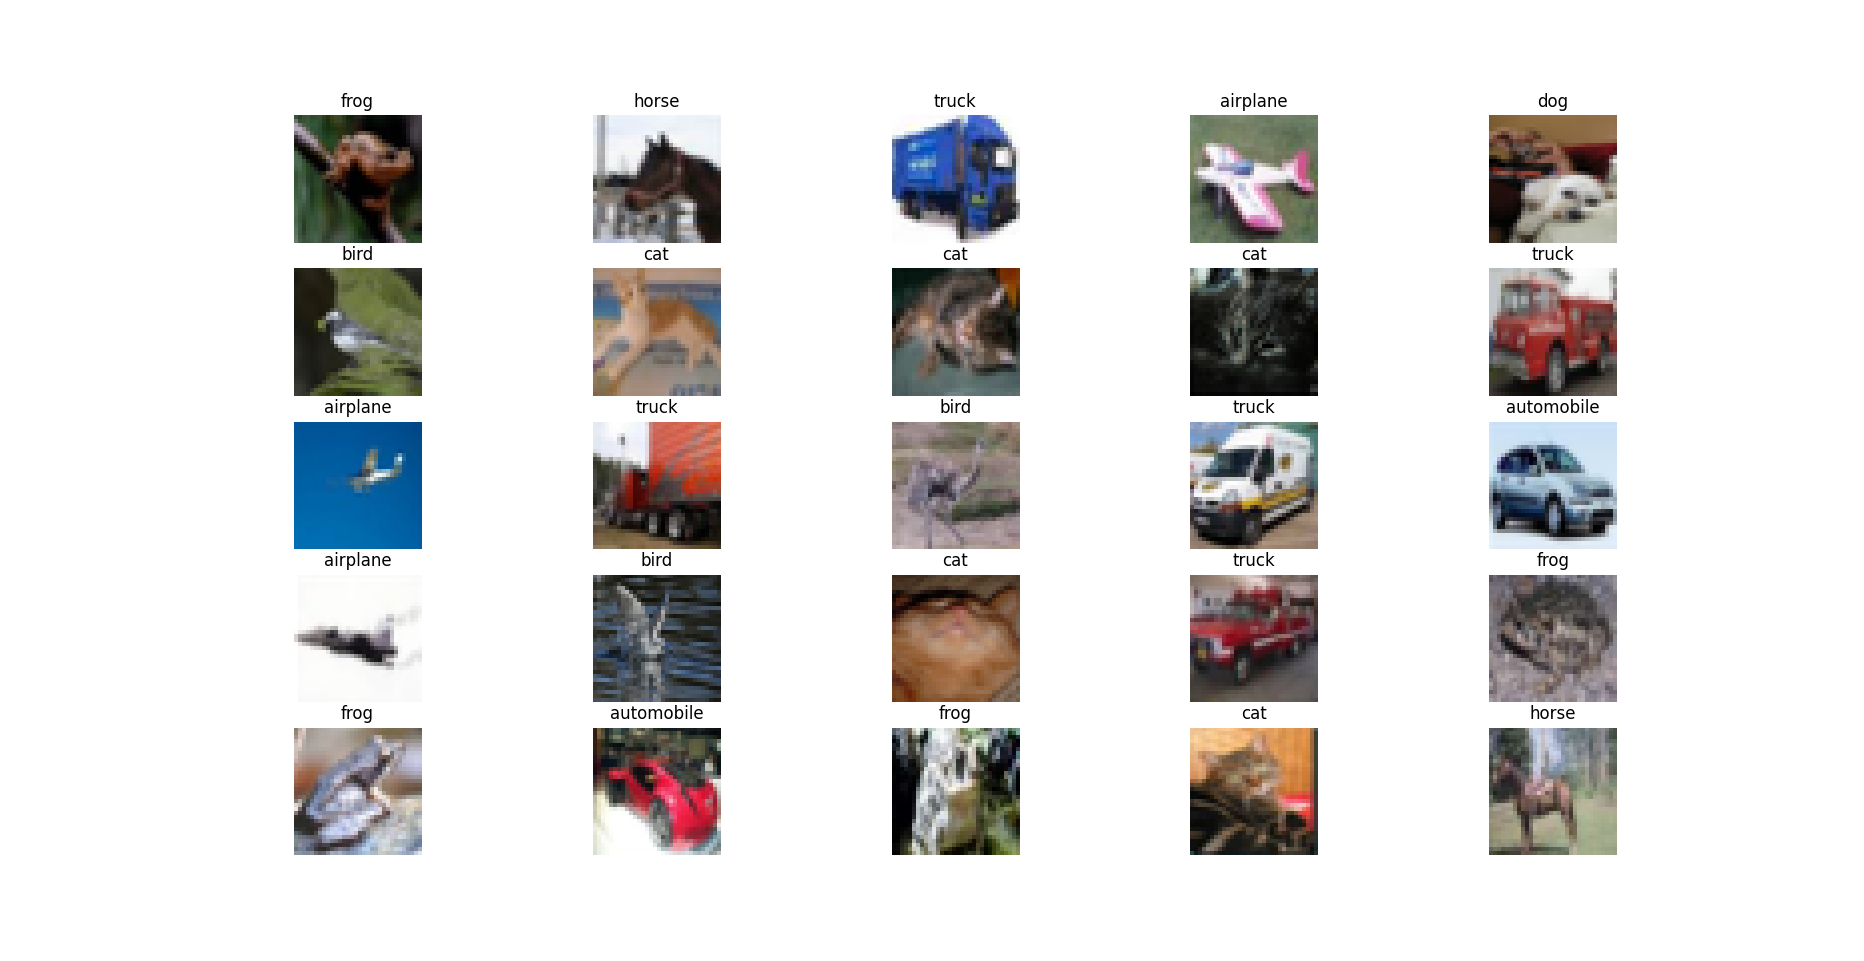 frog horse truck airplane dog
bird cat cat cat truck
airplane truck bird truck automobile
airplane bird cat truck frog
frog automobile frog cat horse